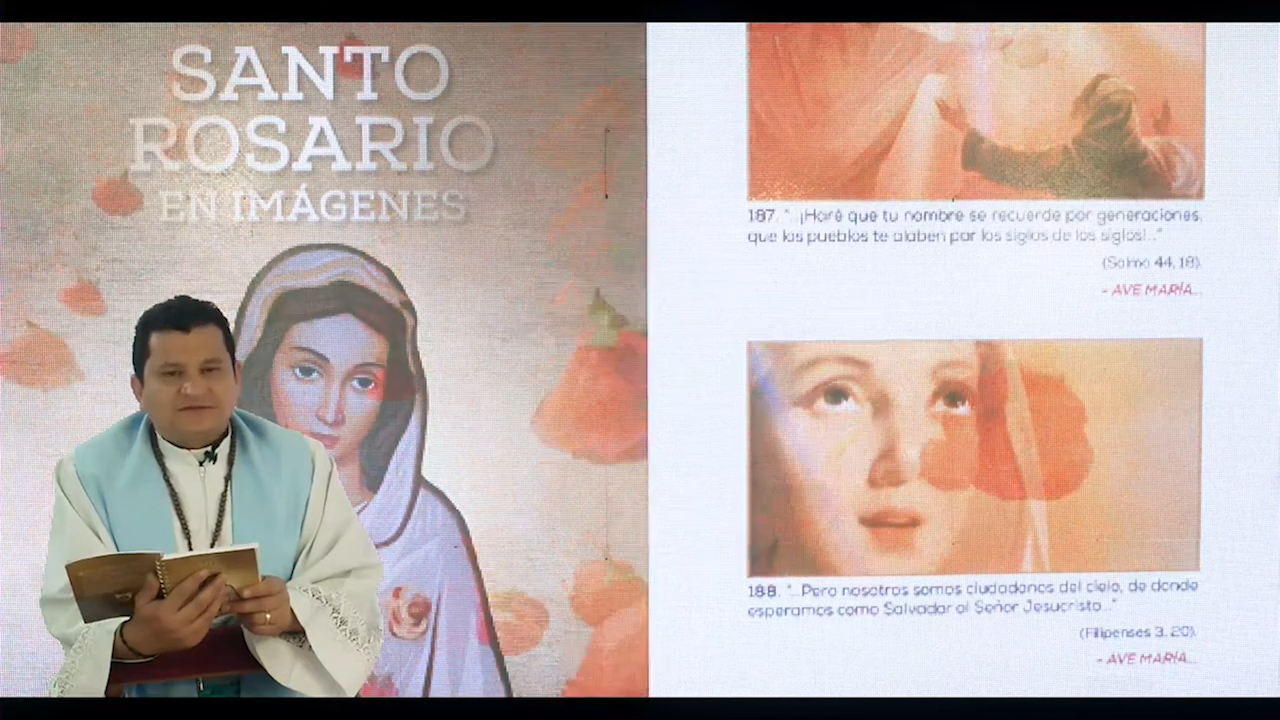 SANTO
ROSARIO
EN IMÁGENES
187. "...¡Haré que tu nombre se recuerde por generaciones,
que los pueblos te alaben por los siglos de los siglos!..."
(Salmo 44, 18).
- AVE MARÍA...
188. "...Pero nosotros somos ciudadanos del cielo, de donde
esperamos como Salvador al Señor Jesucristo..."
(Filipenses 3, 20).
- AVE MARÍA...